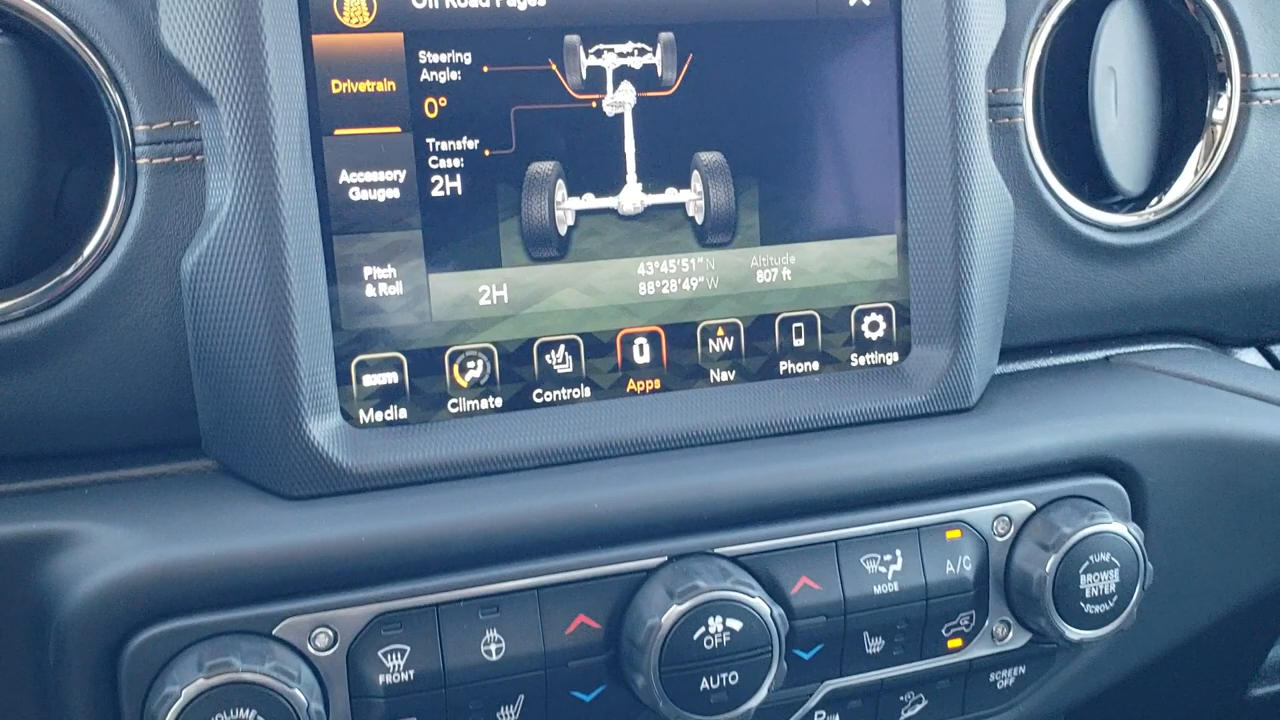 Off Road Pages
Drivetrain
Steering
Angle:
0°
Transfer
Case:
2H
Accessory
Gauges
Pitch
& Roll
2H
43°45'51" N
88°28'49" W
Altitude
807 ft
Media
Climate
Controls
Apps
NW
Nav
Phone
Settings
FRONT
OFF
AUTO
MODE
A/C
TUNE
BROWSE
ENTER
SCROLL
SCREEN
OFF
VOLUME